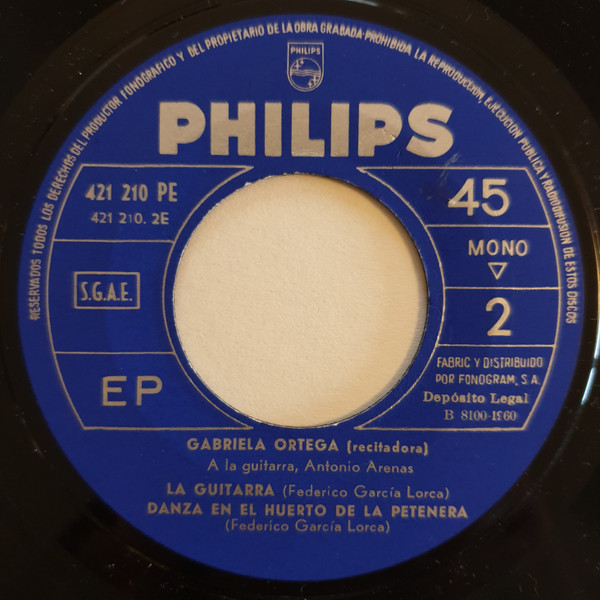 RESERVADOS TODOS LOS DERECHOS DEL PRODUCTOR FONOGRAFICO Y DEL PROPIETARIO DE LA OBRA GRABADA·PROHIBIDA LA REPRODUCCION, EJECUCION PUBLICA Y RADIODIFUSION DE ESTOS DISCOS
PHILIPS
PHILIPS
421 210 PE
421 210. 2E
45
MONO
S.G.A.E.
2
EP
FABRIC Y DISTRIBUIDO
POR FONOGRAM, S.A.
Depósito Legal
B 8100-1960
GABRIELA ORTEGA (recitadora)
A la guitarra, Antonio Arenas
LA GUITARRA (Federico García Lorca)
DANZA EN EL HUERTO DE LA PETENERA
(Federico García Lorca)